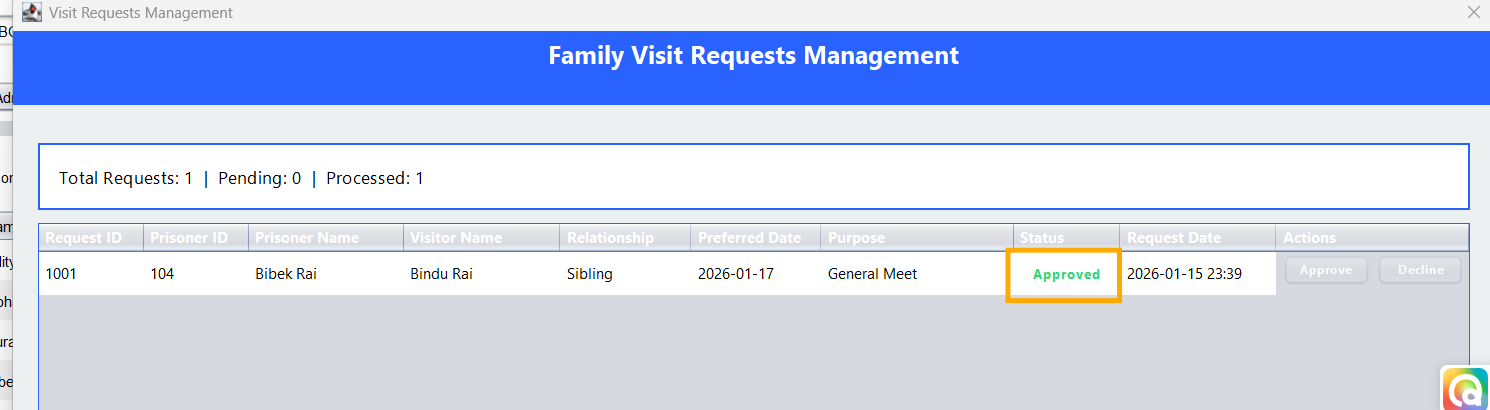 Visit Requests Management
Family Visit Requests Management
Total Requests: 1 | Pending: 0 | Processed: 1
Request ID Prisoner ID Prisoner Name Visitor Name Relationship Preferred Date Purpose Status Request Date Actions
1001 104 Bibek Rai Bindu Rai Sibling 2026-01-17 General Meet Approved 2026-01-15 23:39 Approve Decline